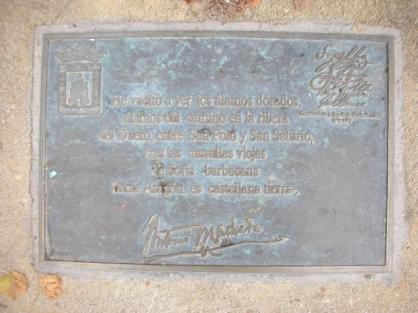 He vuelto a ver los álamos dorados,
álamos del camino en la ribera
del Duero, entre San Polo y San Saturio,
tras las murallas viejas
de Soria -barbacana
hacia Aragón, en castellana tierra-.
Antonio Machado